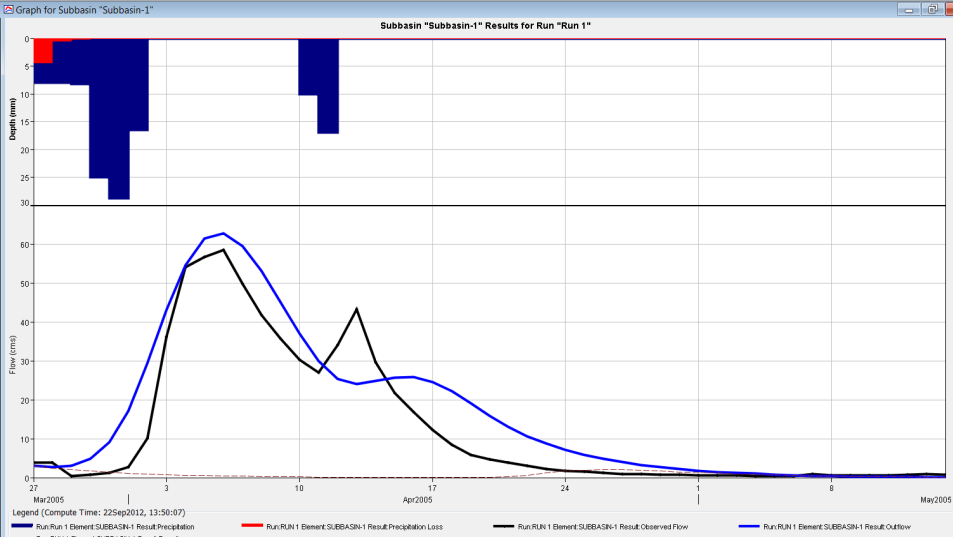 Graph for Subbasin "Subbasin-1"
Subbasin "Subbasin-1" Results for Run "Run 1"
0
5
10
15
20
25
30
Depth (mm)
60
50
40
30
20
10
0
Flow (cms)
27 3 10 17 24 1 8
Mar2005 Apr2005 May2005
Legend (Compute Time: 22Sep2012, 13:50:07)
Run:Run 1 Element:SUBBASIN-1 Result:Precipitation Run:RUN 1 Element:SUBBASIN-1 Result:Precipitation Loss Run:RUN 1 Element:SUBBASIN-1 Result:Observed Flow Run:RUN 1 Element:SUBBASIN-1 Result:Outflow